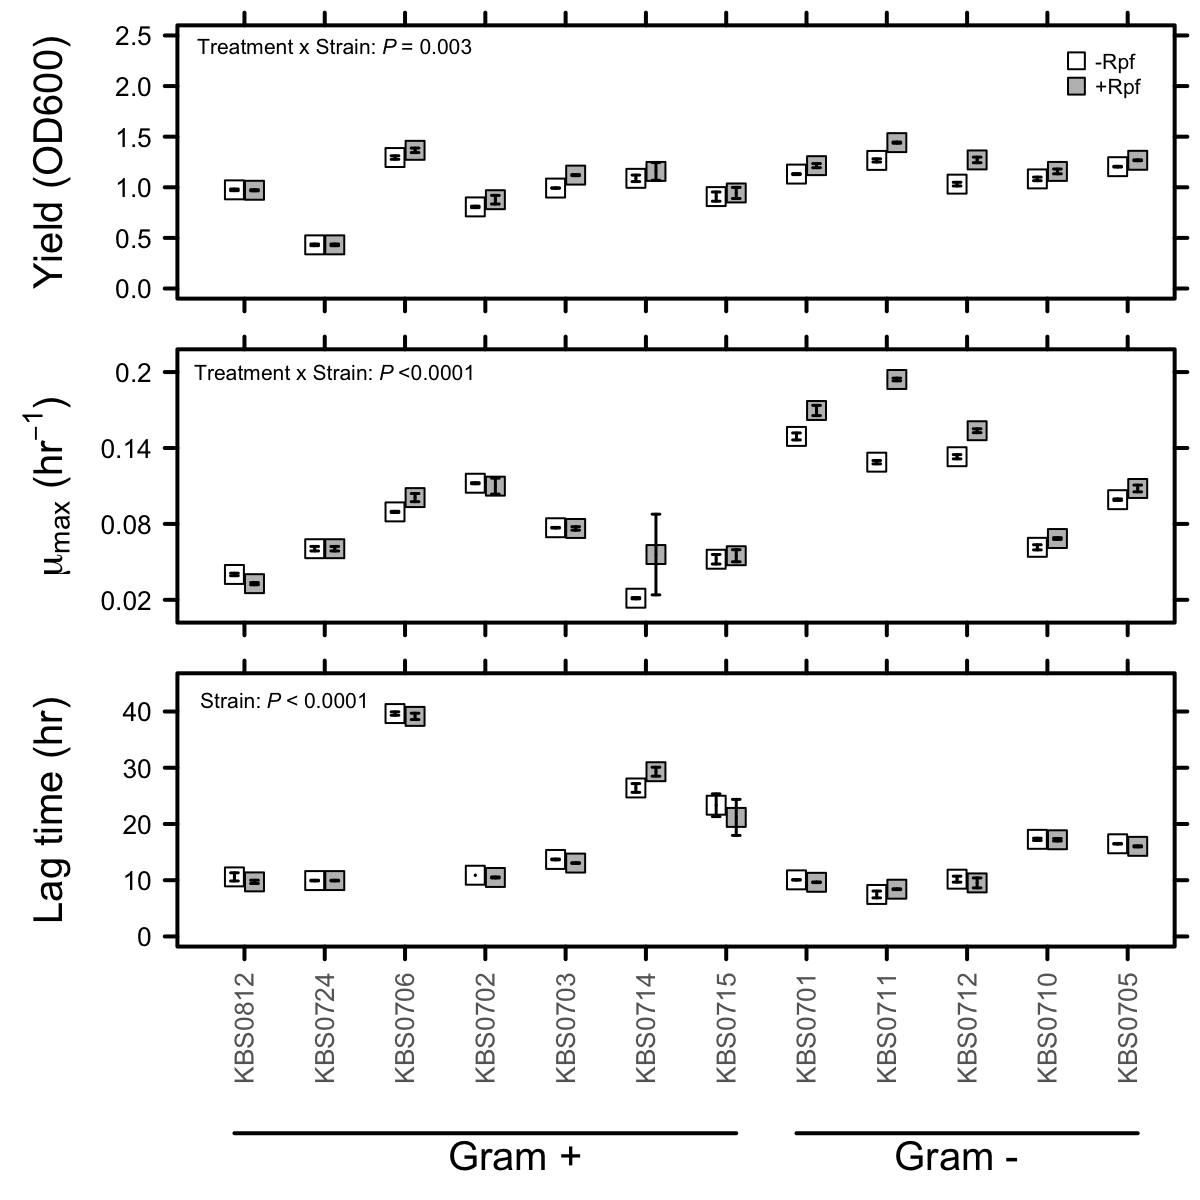 Yield (OD600)
2.5
2.0
1.5
1.0
0.5
0.0
Treatment x Strain: P = 0.003
-Rpf
+Rpf
μmax (hr−1)
0.2
0.14
0.08
0.02
Treatment x Strain: P <0.0001
Lag time (hr)
40
30
20
10
0
Strain: P < 0.0001
KBS0812
KBS0724
KBS0706
KBS0702
KBS0703
KBS0714
KBS0715
KBS0701
KBS0711
KBS0712
KBS0710
KBS0705
Gram +
Gram -